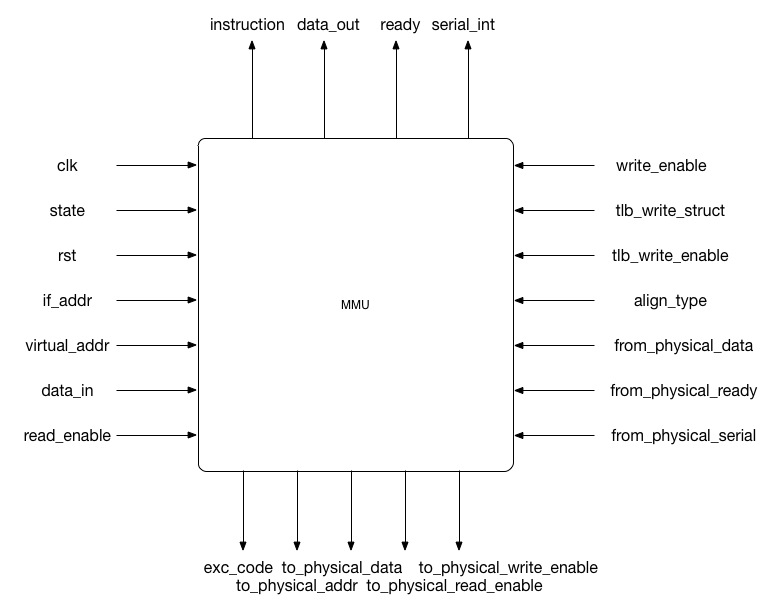 instruction data_out ready serial_int
clk write_enable
state tlb_write_struct
rst tlb_write_enable
if_addr align_type
MMU
virtual_addr from_physical_data
data_in from_physical_ready
read_enable from_physical_serial
exc_code to_physical_data to_physical_write_enable
to_physical_addr to_physical_read_enable